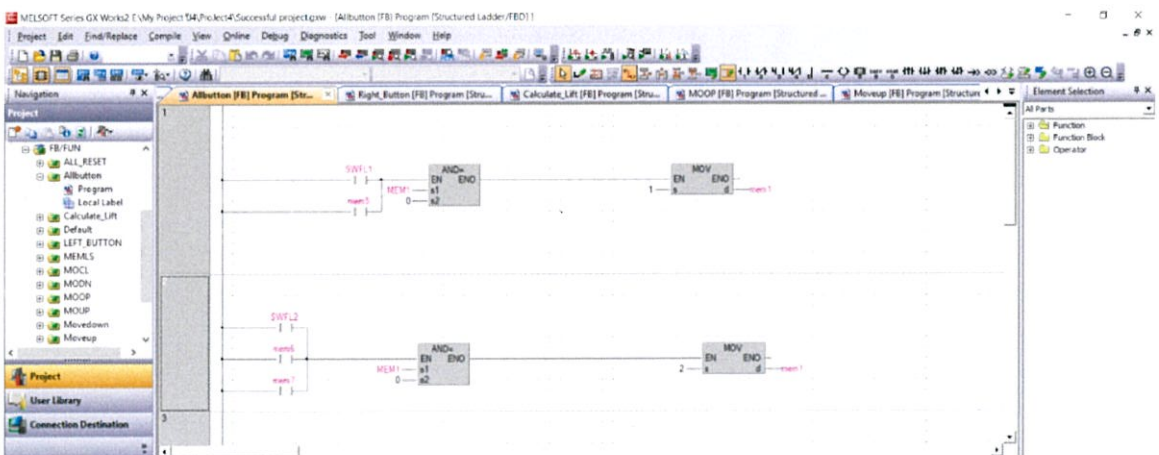 MELSOFT Series GX Works2 E:\My Project ปี4\Project4\Successful project.gxw - [Allbutton [FB] Program [Structured Ladder/FBD] ]
Project Edit Find/Replace Compile View Online Debug Diagnostics Tool Window Help
Navigation
Allbutton [FB] Program [Str...
Right_Button [FB] Program (Stru...
Calculate_Lift [FB] Program (Stru...
MOOP [FB] Program [Structured ...
Moveup [FB] Program [Structure
Element Selection
Project
All Parts
FB/FUN
ALL_RESET
Allbutton
Program
Local Label
Calculate_Lift
Default
LEFT_BUTTON
MEMLS
MOCL
MODN
MOOP
MOUP
Movedown
Moveup
Project
User Library
Connection Destination
Function
Function Block
Operator
1
SWFL1
AND=
EN ENO
MEM1 s1
0 s2
mem3
MOV
EN ENO
1 s d mem1
SWFL2
mem6
mem7
AND=
EN ENO
MEM1 s1
0 s2
MOV
EN ENO
2 s d mem1
3